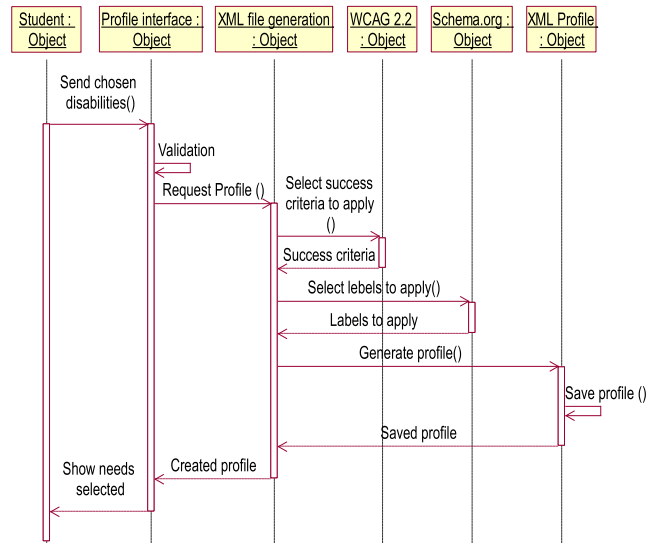 Student :
Object
Profile interface :
Object
XML file generation
: Object
WCAG 2.2
: Object
Schema.org :
Object
XML Profile
: Object
Send chosen
disabilities()
Validation
Request Profile ()
Select success
criteria to apply
()
Success criteria
Select lebels to apply()
Labels to apply
Generate profile()
Save profile ()
Saved profile
Created profile
Show needs
selected